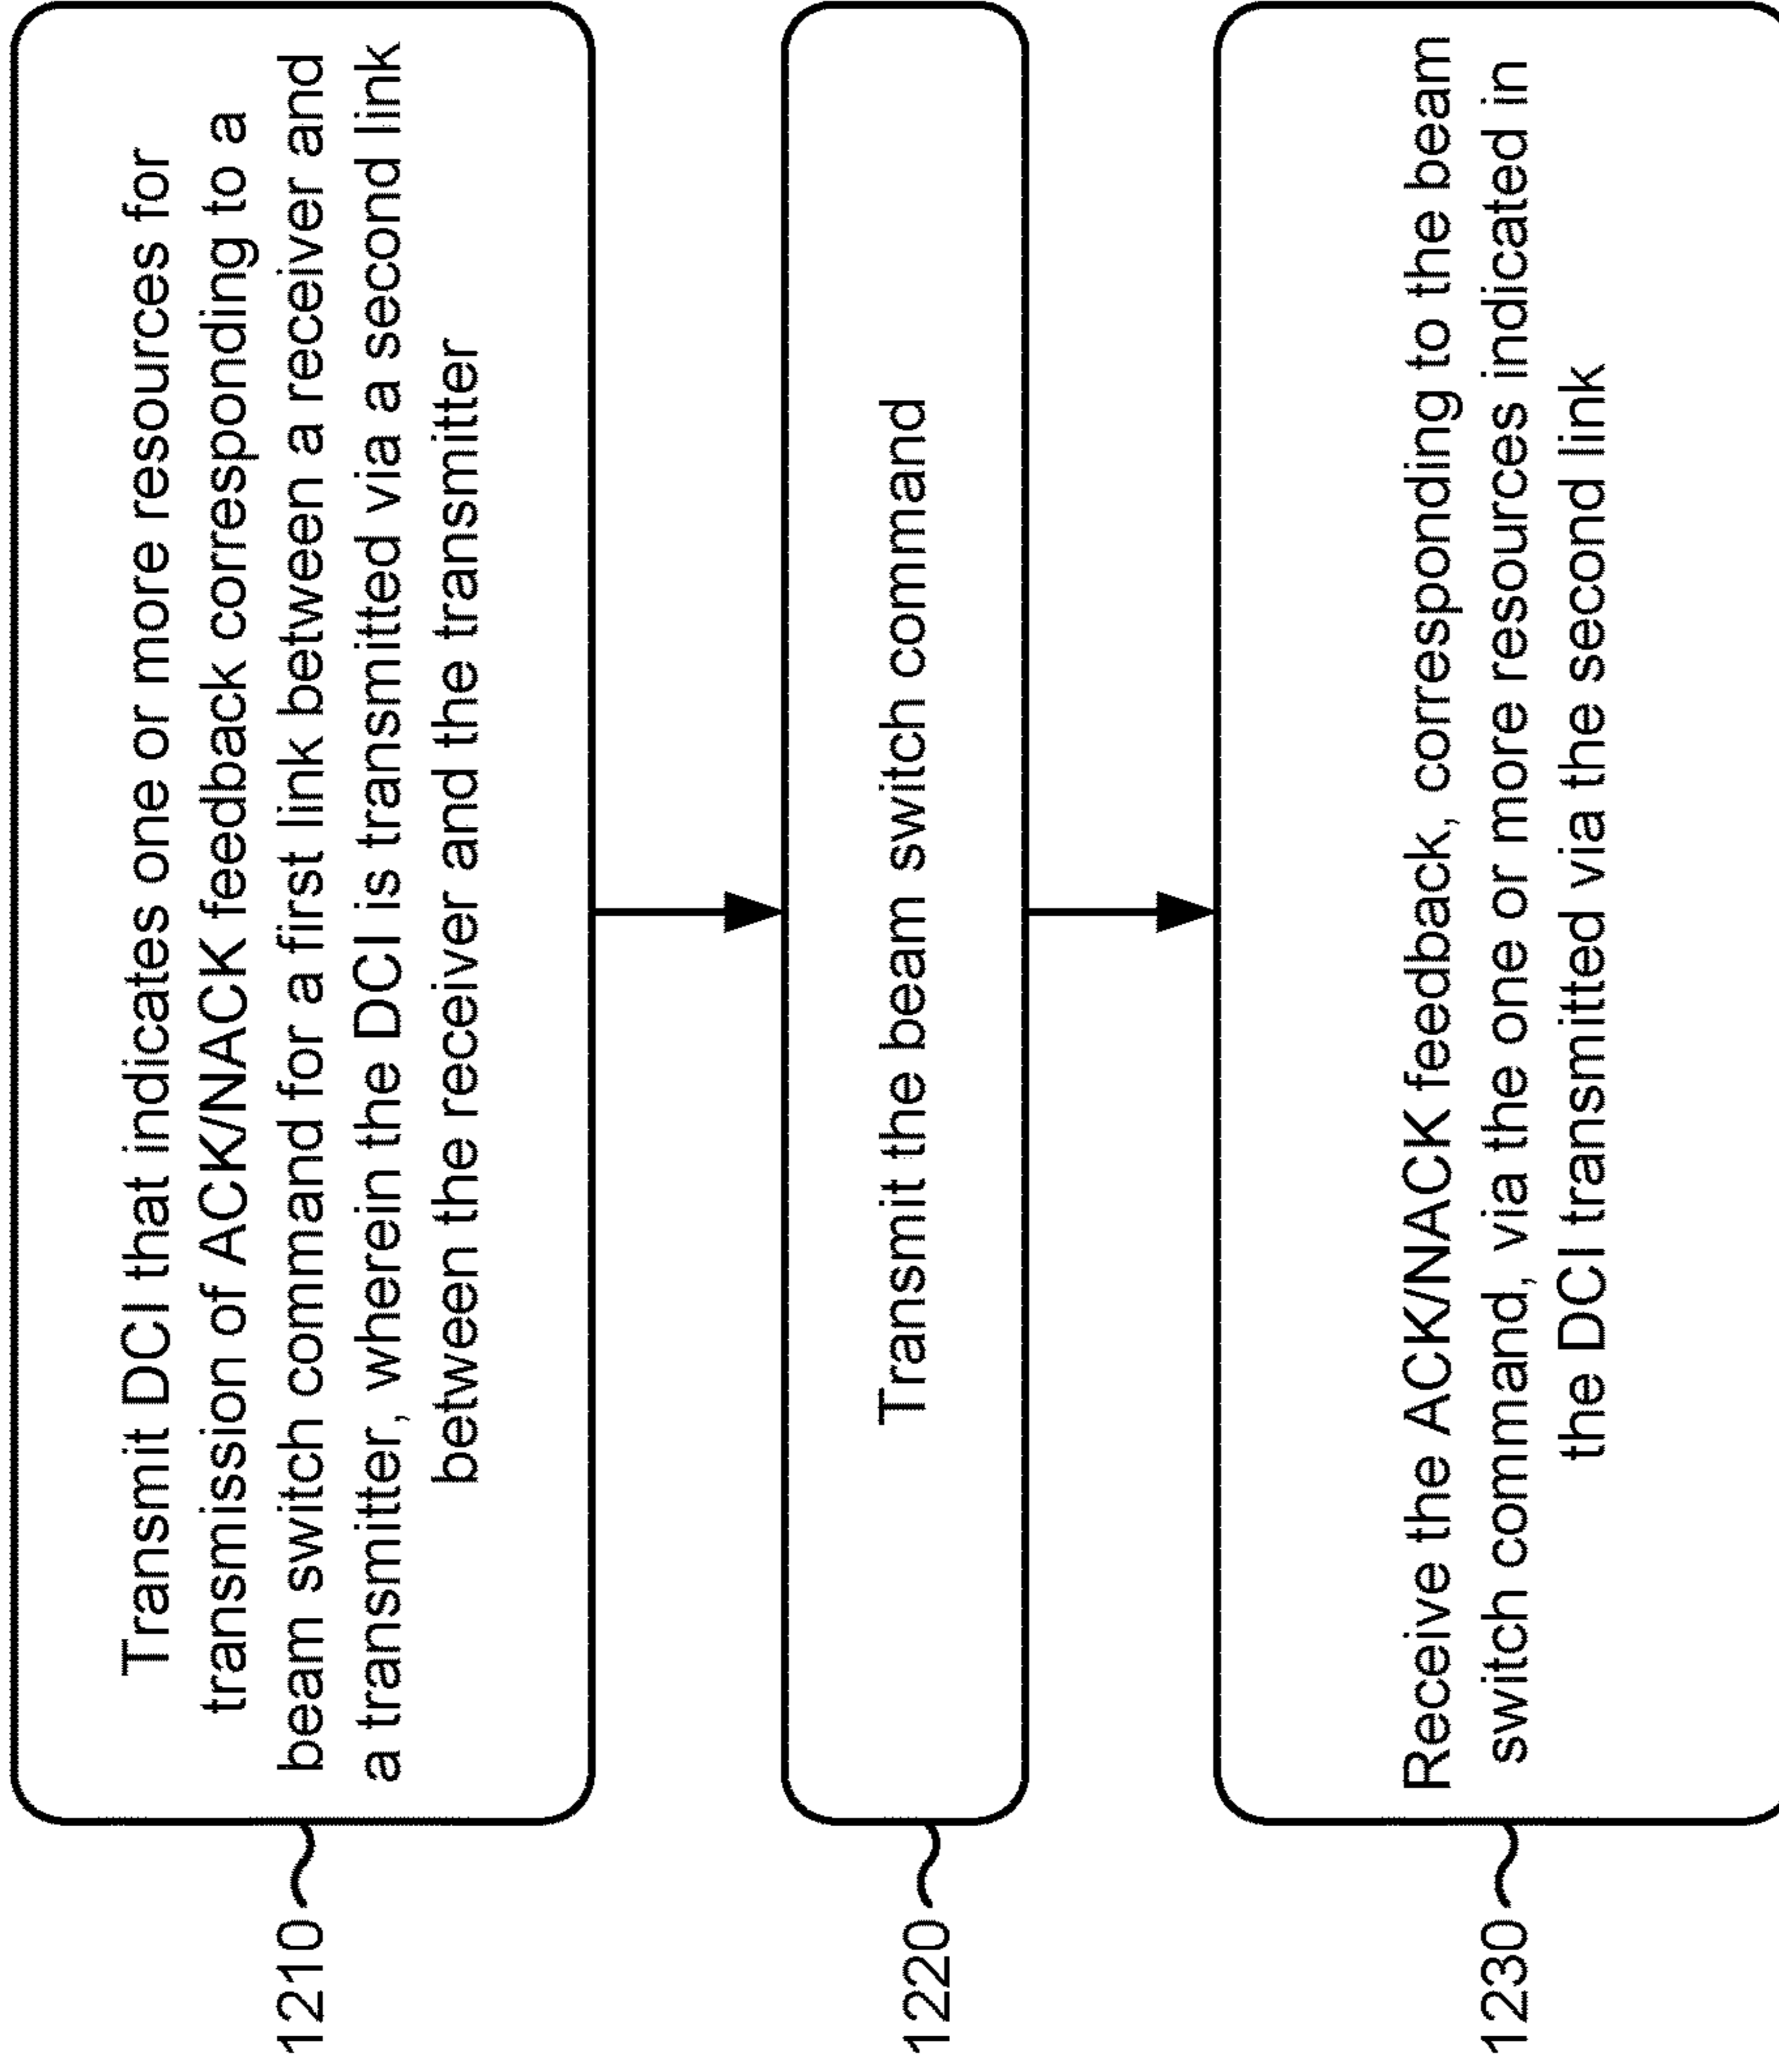 1210
Transmit DCI that indicates one or more resources for
transmission of ACK/NACK feedback corresponding to a
beam switch command for a first link between a receiver and
a transmitter, wherein the DCI is transmitted via a second link
between the receiver and the transmitter
1220
Transmit the beam switch command
1230
Receive the ACK/NACK feedback, corresponding to the beam
switch command, via the one or more resources indicated in
the DCI transmitted via the second link